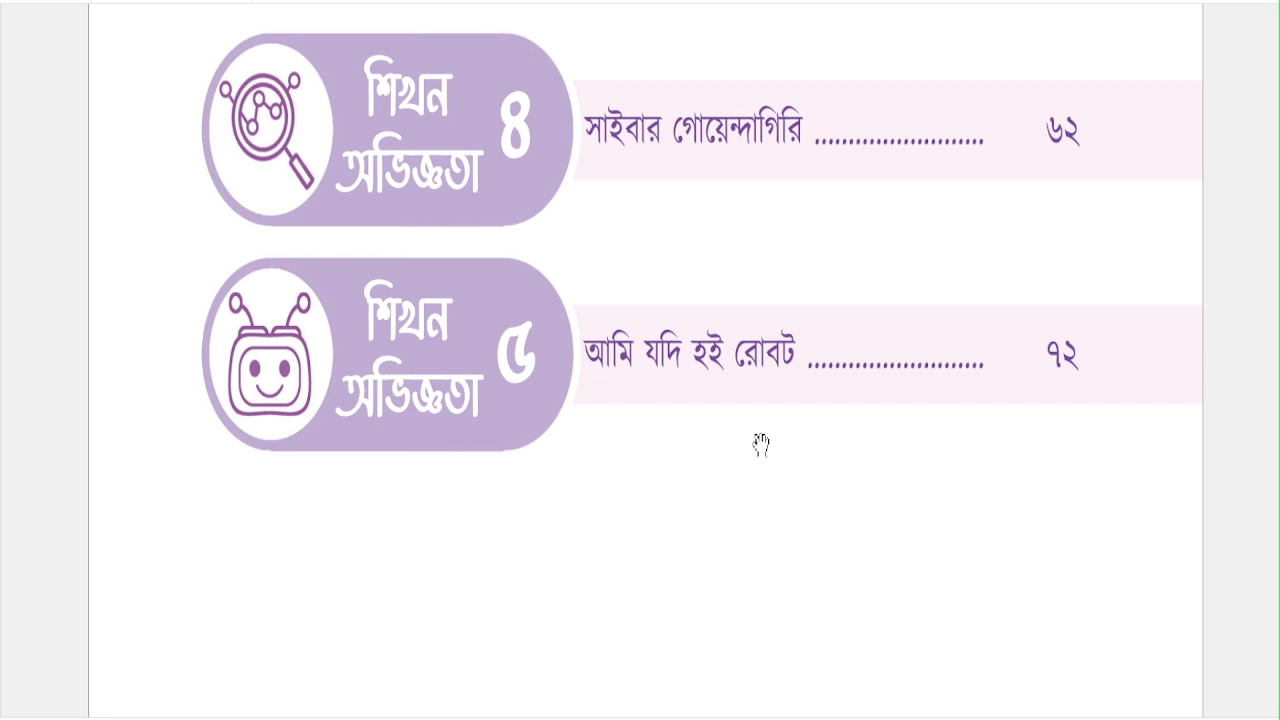 শিখন
অভিজ্ঞতা ৪ সাইবার গোয়েন্দাগিরি ......................... ৬২
শিখন
অভিজ্ঞতা ৫ আমি যদি হই রোবট .......................... ৭২